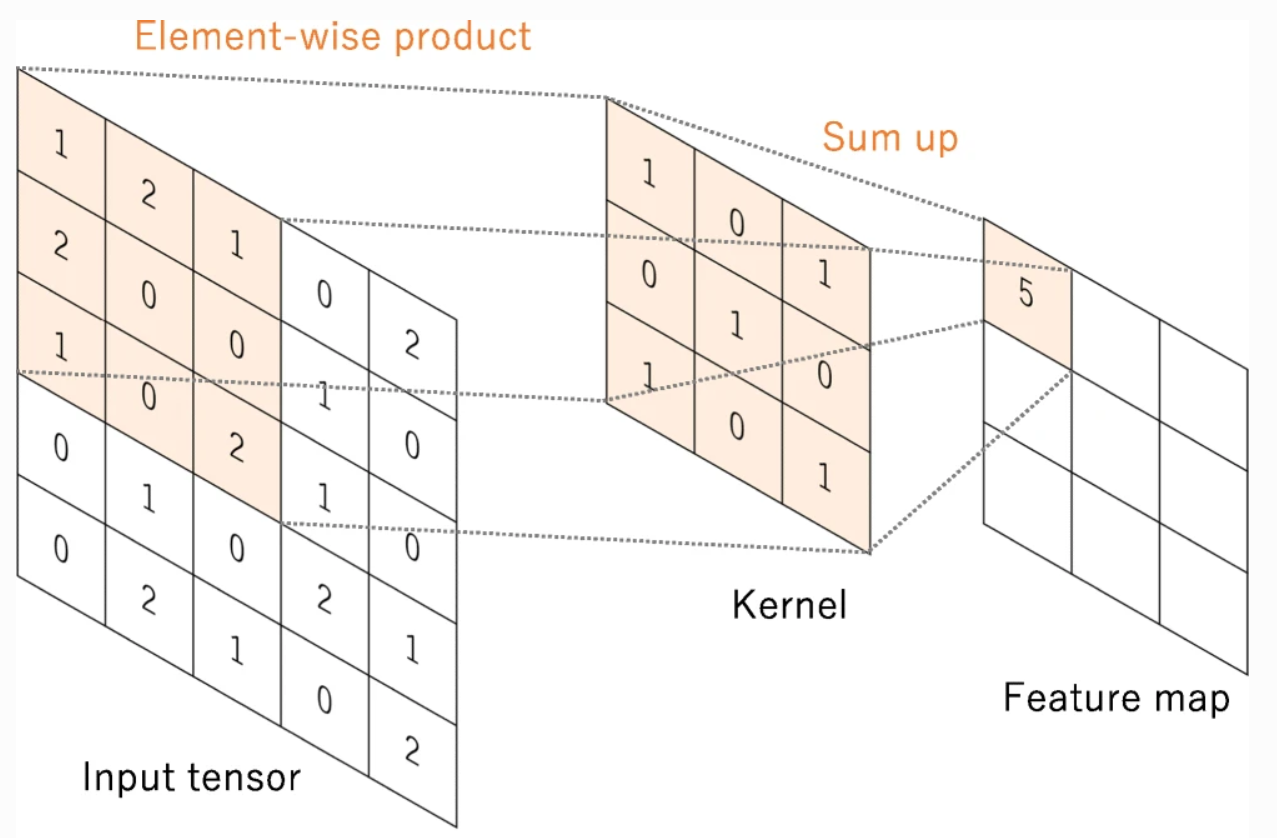 Element-wise product
Sum up
1 2 1 0 2
2 0 0 1 0
1 0 2 1 0
0 1 0 2 1
0 2 1 0 2
Input tensor
1 0 1
0 1 0
1 0 1
Kernel
5
Feature map